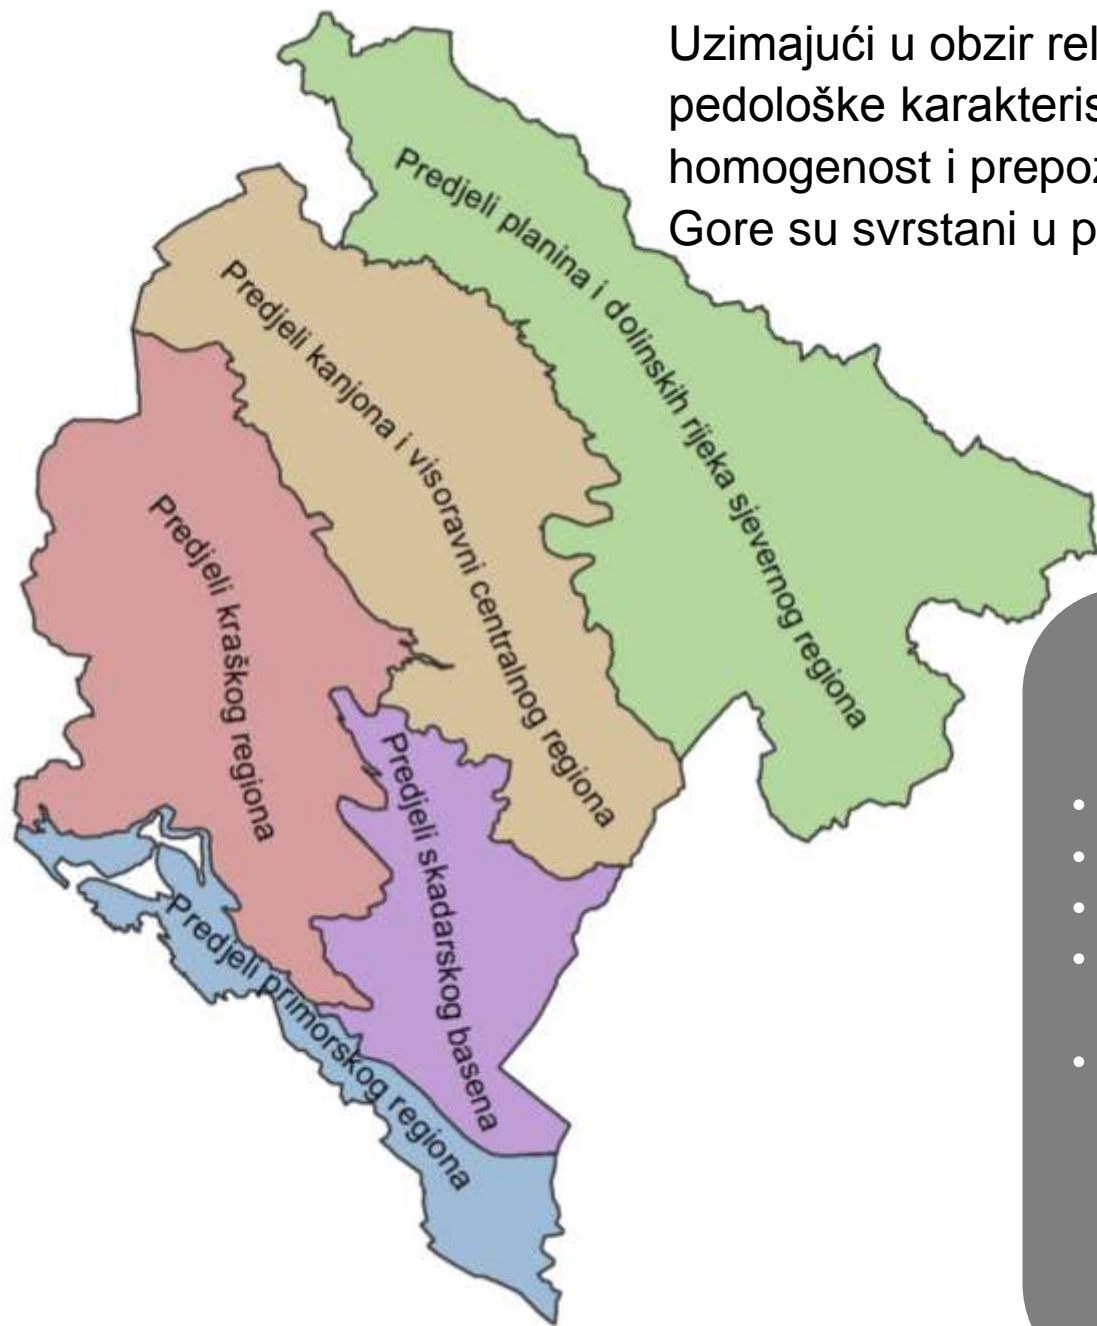 Uzimajući u obzir rel
pedološke karakteris
homogenost i prepoz
Gore su svrstani u p
Predjeli planina i dolinskih rijeka sjevernog regiona
Predjeli kanjona i visoravni centralnog regiona
Predjeli kraškog regiona
Predjeli skadarskog basena
Predjeli primorskog regiona